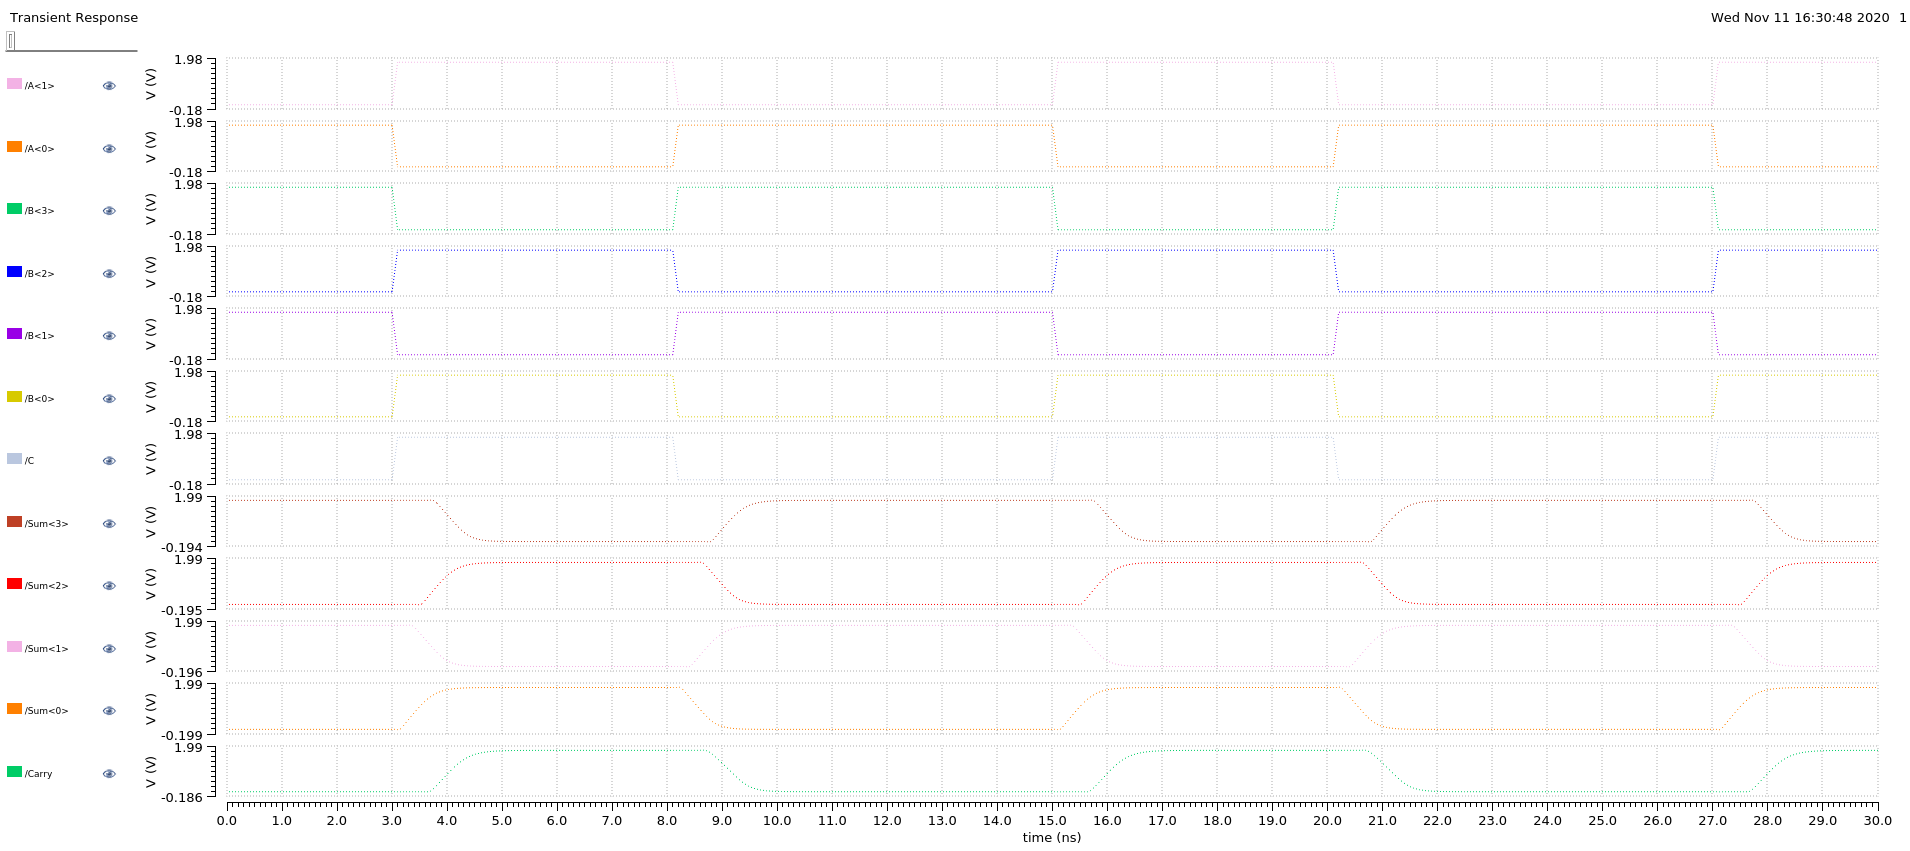 Transient Response
Wed Nov 11 16:30:48 2020 1
/A<1> V (V) 1.98
-0.18
/A<0> V (V) 1.98
-0.18
/B<3> V (V) 1.98
-0.18
/B<2> V (V) 1.98
-0.18
/B<1> V (V) 1.98
-0.18
/B<0> V (V) 1.98
-0.18
/C V (V) 1.98
-0.18
/Sum<3> V (V) 1.99
-0.194
/Sum<2> V (V) 1.99
-0.195
/Sum<1> V (V) 1.99
-0.196
/Sum<0> V (V) 1.99
-0.199
/Carry V (V) 1.99
-0.186
0.0 1.0 2.0 3.0 4.0 5.0 6.0 7.0 8.0 9.0 10.0 11.0 12.0 13.0 14.0 15.0 16.0 17.0 18.0 19.0 20.0 21.0 22.0 23.0 24.0 25.0 26.0 27.0 28.0 29.0 30.0
time (ns)